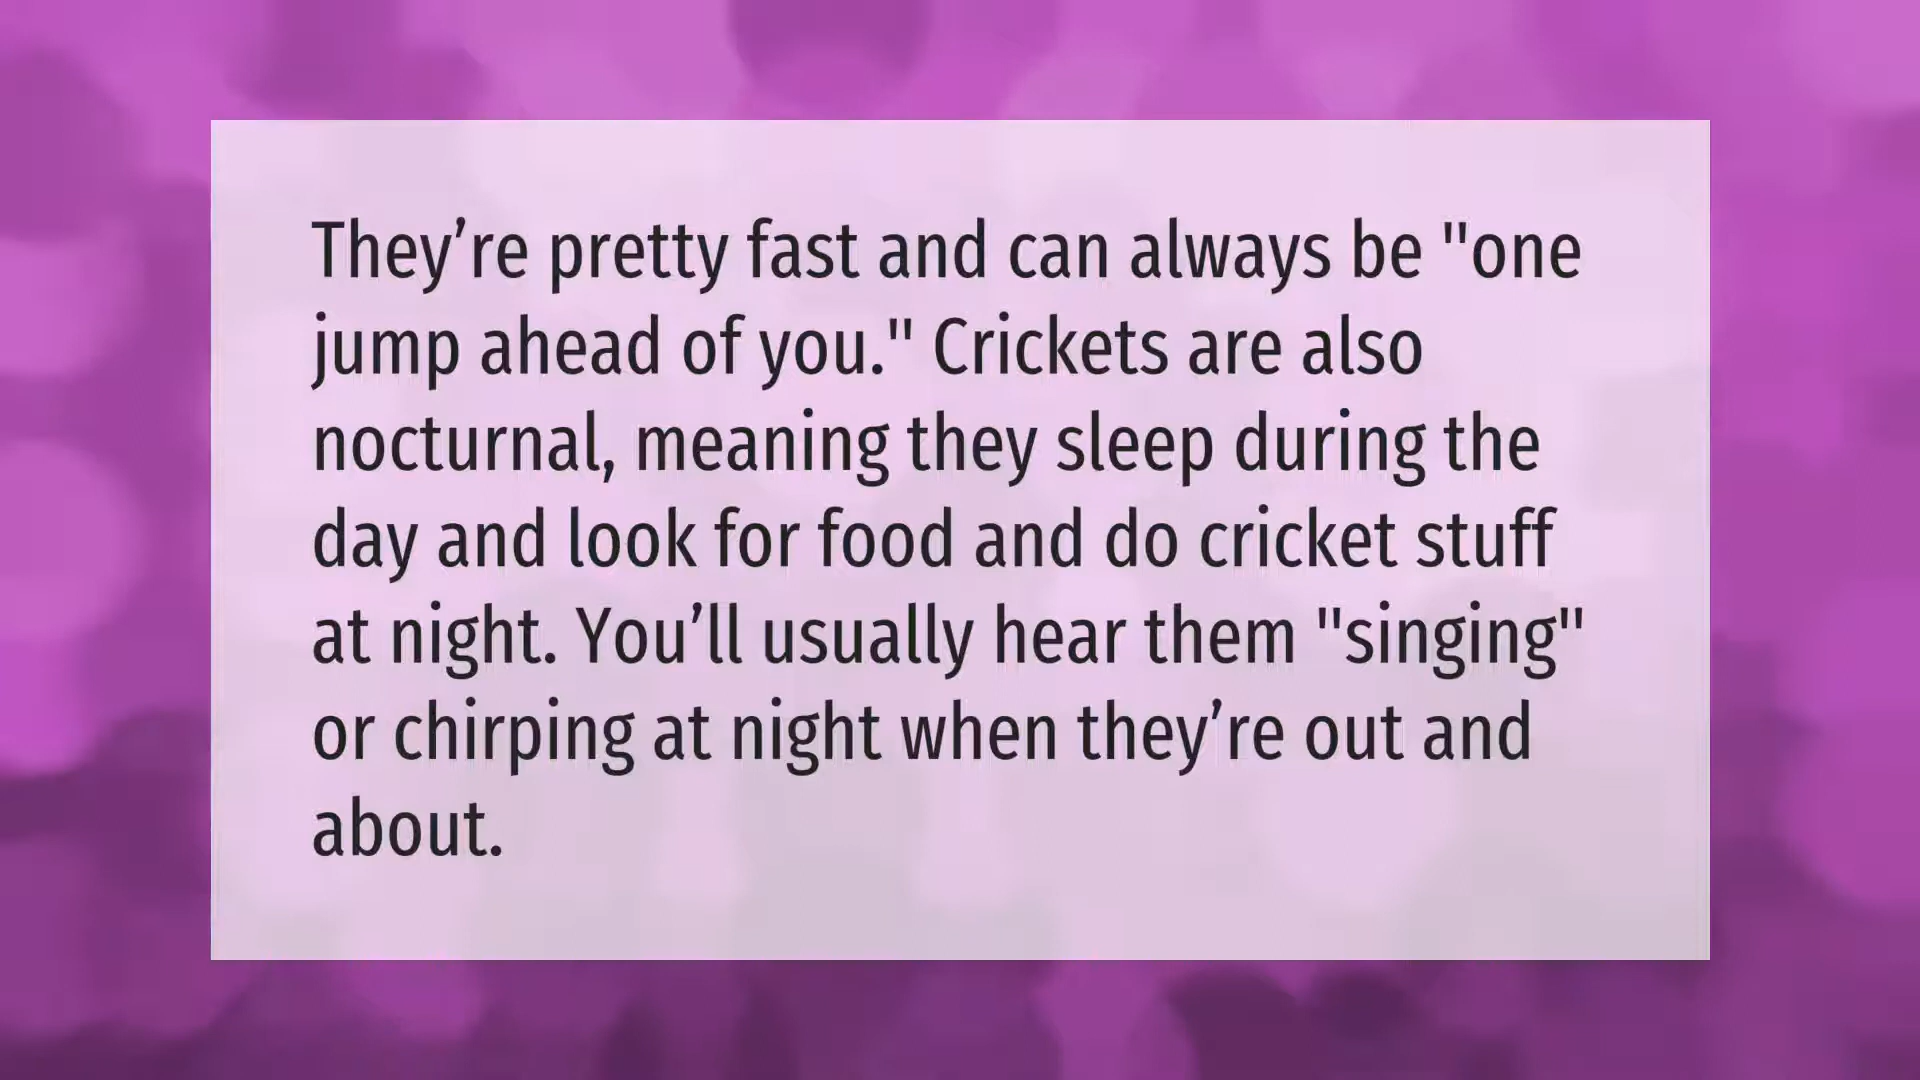 They’re pretty fast and can always be "one
jump ahead of you." Crickets are also
nocturnal, meaning they sleep during the
day and look for food and do cricket stuff
at night. You’ll usually hear them "singing"
or chirping at night when they’re out and
about.